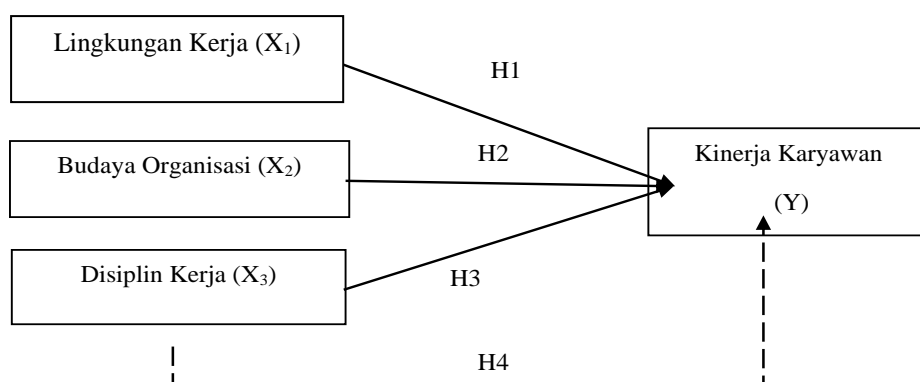 Lingkungan Kerja (X₁)
H1
Budaya Organisasi (X₂)
H2
Kinerja Karyawan
(Y)
Disiplin Kerja (X₃)
H3
H4